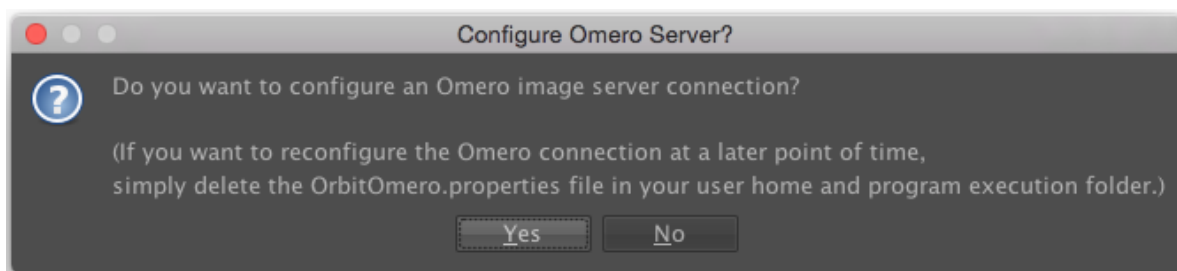 Configure Omero Server?
Do you want to configure an Omero image server connection?
(If you want to reconfigure the Omero connection at a later point of time,
simply delete the OrbitOmero.properties file in your user home and program execution folder.)
Yes No